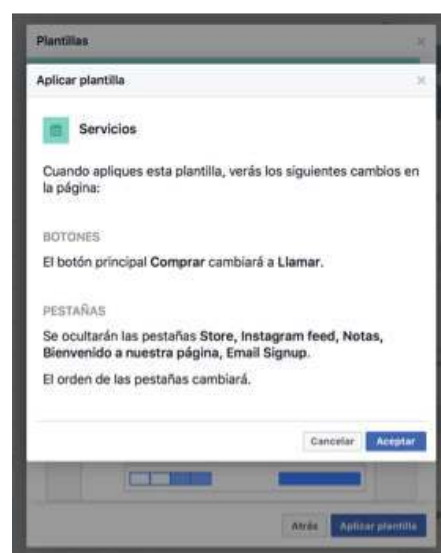 Plantillas
Aplicar plantilla
Servicios
Cuando apliques esta plantilla, verás los siguientes cambios en
la página:
BOTONES
El botón principal Comprar cambiará a Llamar.
PESTAÑAS
Se ocultarán las pestañas Store, Instagram feed, Notas,
Bienvenido a nuestra página, Email Signup.
El orden de las pestañas cambiará.
Cancelar Aceptar
Atrás Aplicar plantilla